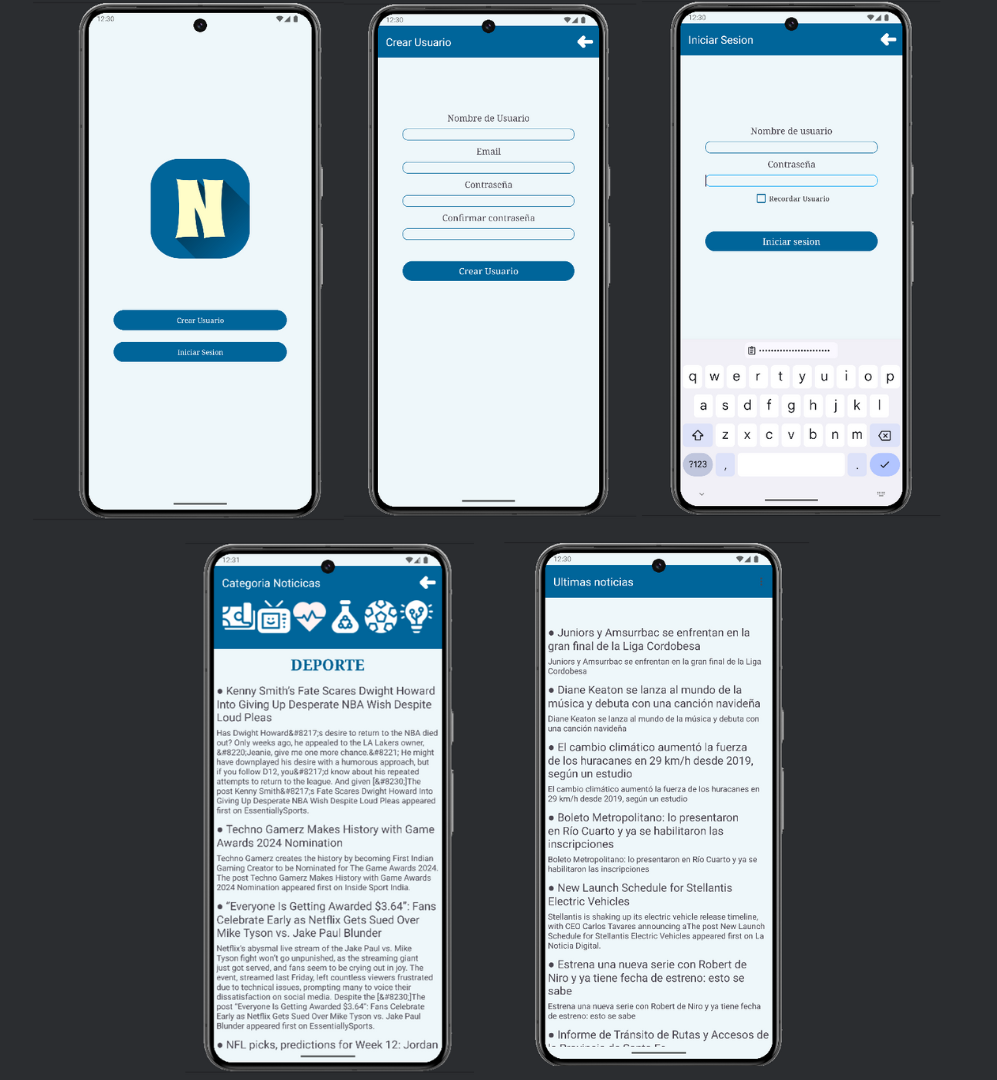 12:30
N
Crear Usuario
Iniciar Sesion
12:30
Crear Usuario
Nombre de Usuario
Email
Contraseña
Confirmar contraseña
Crear Usuario
12:30
Iniciar Sesion
Nombre de usuario
Contraseña
Recordar Usuario
Iniciar sesion
••••••••••••••••••••••••
q w e r t y u i o p
a s d f g h j k l
z x c v b n m
?123 , .
12:31
Categoria Noticicas
DEPORTE
● Kenny Smith’s Fate Scares Dwight Howard
Into Giving Up Desperate NBA Wish Despite
Loud Pleas
Has Dwight Howard&#8217;s desire to return to the NBA died
out? Only weeks ago, he appealed to the LA Lakers owner,
&#8220;Jeanie, give me one more chance.&#8221; He might
have downplayed his desire with a humorous approach, but
if you follow D12, you&#8217;d know about his repeated
attempts to return to the league. And given [&#8230;]The
post Kenny Smith&#8217;s Fate Scares Dwight Howard Into
Giving Up Desperate NBA Wish Despite Loud Pleas appeared
first on EssentiallySports.
● Techno Gamerz Makes History with Game
Awards 2024 Nomination
Techno Gamerz creates the history by becoming First Indian
Gaming Creator to be Nominated for The Game Awards 2024.
The post Techno Gamerz Makes History with Game Awards
2024 Nomination appeared first on Inside Sport India.
● “Everyone Is Getting Awarded $3.64”: Fans
Celebrate Early as Netflix Gets Sued Over
Mike Tyson vs. Jake Paul Blunder
Netflix's abysmal live stream of the Jake Paul vs. Mike
Tyson fight won't go unpunished, as the streaming giant
just got served, and fans seem to be crying out in joy. The
event, streamed last Friday, left countless viewers frustrated
due to technical issues, prompting many to voice their
dissatisfaction on social media. Despite the [&#8230;]The
post “Everyone Is Getting Awarded $3.64”: Fans Celebrate
Early as Netflix Gets Sued Over Mike Tyson vs. Jake Paul
Blunder appeared first on EssentiallySports.
● NFL picks, predictions for Week 12: Jordan
12:30
Ultimas noticias
● Juniors y Amsurrbac se enfrentan en la
gran final de la Liga Cordobesa
Juniors y Amsurrbac se enfrentan en la gran final de la Liga
Cordobesa
● Diane Keaton se lanza al mundo de la
música y debuta con una canción navideña
Diane Keaton se lanza al mundo de la música y debuta con
una canción navideña
● El cambio climático aumentó la fuerza
de los huracanes en 29 km/h desde 2019,
según un estudio
El cambio climático aumentó la fuerza de los huracanes en
29 km/h desde 2019, según un estudio
● Boleto Metropolitano: lo presentaron
en Río Cuarto y ya se habilitaron las
inscripciones
Boleto Metropolitano: lo presentaron en Río Cuarto y ya se
habilitaron las inscripciones
● New Launch Schedule for Stellantis
Electric Vehicles
Stellantis is shaking up its electric vehicle release timeline,
with CEO Carlos Tavares announcing aThe post New Launch
Schedule for Stellantis Electric Vehicles appeared first on La
Noticia Digital.
● Estrena una nueva serie con Robert de
Niro y ya tiene fecha de estreno: esto se
sabe
Estrena una nueva serie con Robert de Niro y ya tiene fecha
de estreno: esto se sabe
● Informe de Tránsito de Rutas y Accesos de
la Provincia de Santa Fe